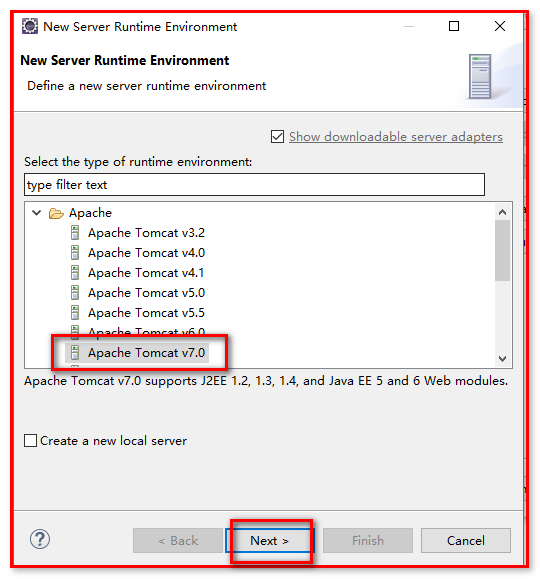 New Server Runtime Environment
New Server Runtime Environment
Define a new server runtime environment
Show downloadable server adapters
Select the type of runtime environment:
type filter text
Apache
Apache Tomcat v3.2
Apache Tomcat v4.0
Apache Tomcat v4.1
Apache Tomcat v5.0
Apache Tomcat v5.5
Apache Tomcat v6.0
Apache Tomcat v7.0
Apache Tomcat v7.0 supports J2EE 1.2, 1.3, 1.4, and Java EE 5 and 6 Web modules.
Create a new local server
?
< Back
Next >
Finish
Cancel